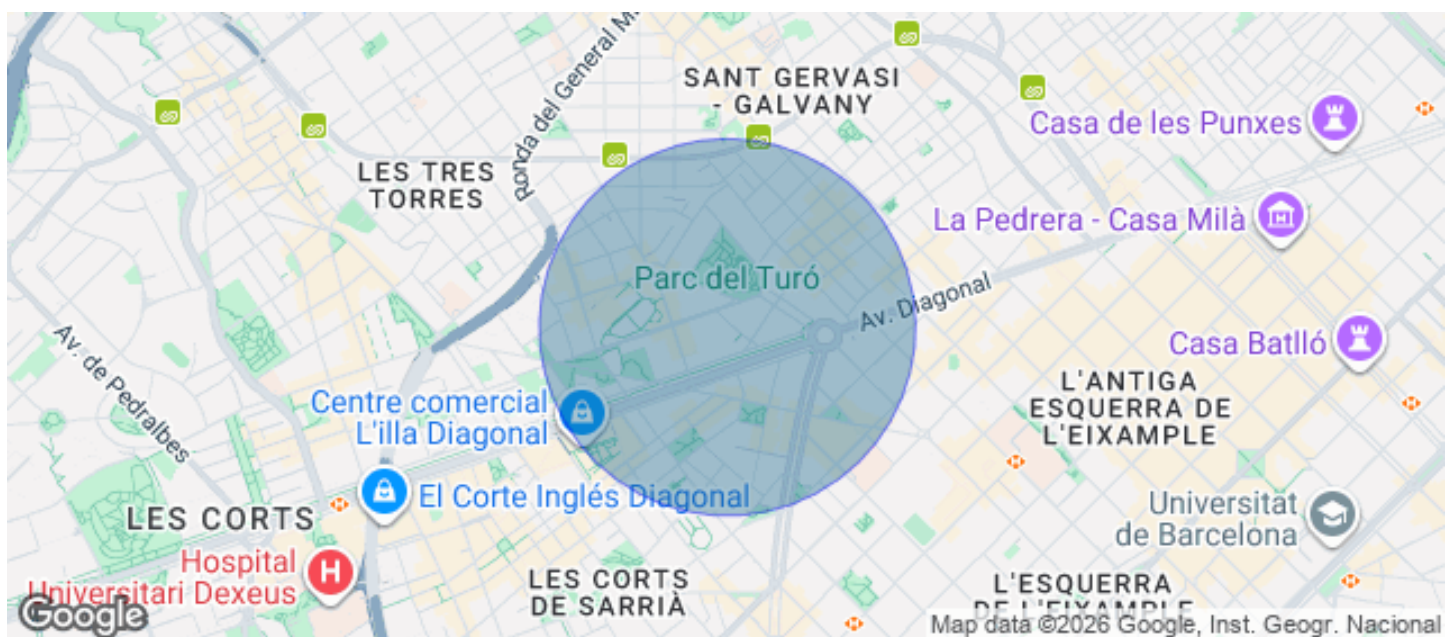 SANT GERVASI
- GALVANY
Ronda del General M
Casa de les Punxes
LES TRES
TORRES
La Pedrera - Casa Milà
Parc del Turó
Av. Diagonal
Casa Batlló
Av. de Pedralbes
Centre comercial
L'illa Diagonal
L'ANTIGA
ESQUERRA DE
L'EIXAMPLE
El Corte Inglés Diagonal
LES CORTS
Universitat
de Barcelona
Hospital
Universitari Dexeus
H
LES CORTS
DE SARRIÀ
L'ESQUERRA
DE L'EIXAMPLE
Google
Map data ©2026 Google, Inst. Geogr. Nacional